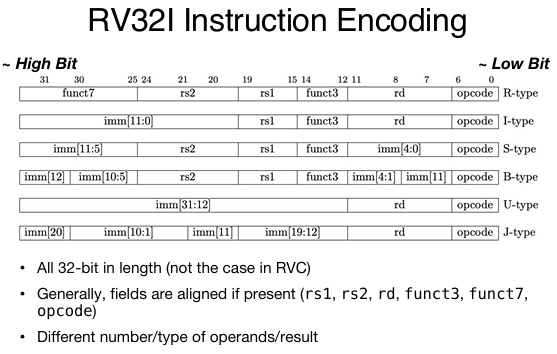 RV32I Instruction Encoding
~ High Bit ~ Low Bit
31 30 25 24 21 20 19 15 14 12 11 8 7 6 0
funct7 rs2 rs1 funct3 rd opcode R-type
imm[11:0] rs1 funct3 rd opcode I-type
imm[11:5] rs2 rs1 funct3 imm[4:0] opcode S-type
imm[12] imm[10:5] rs2 rs1 funct3 imm[4:1] imm[11] opcode B-type
imm[31:12] rd opcode U-type
imm[20] imm[10:1] imm[11] imm[19:12] rd opcode J-type
• All 32-bit in length (not the case in RVC)
• Generally, fields are aligned if present (rs1, rs2, rd, funct3, funct7,
opcode)
• Different number/type of operands/result